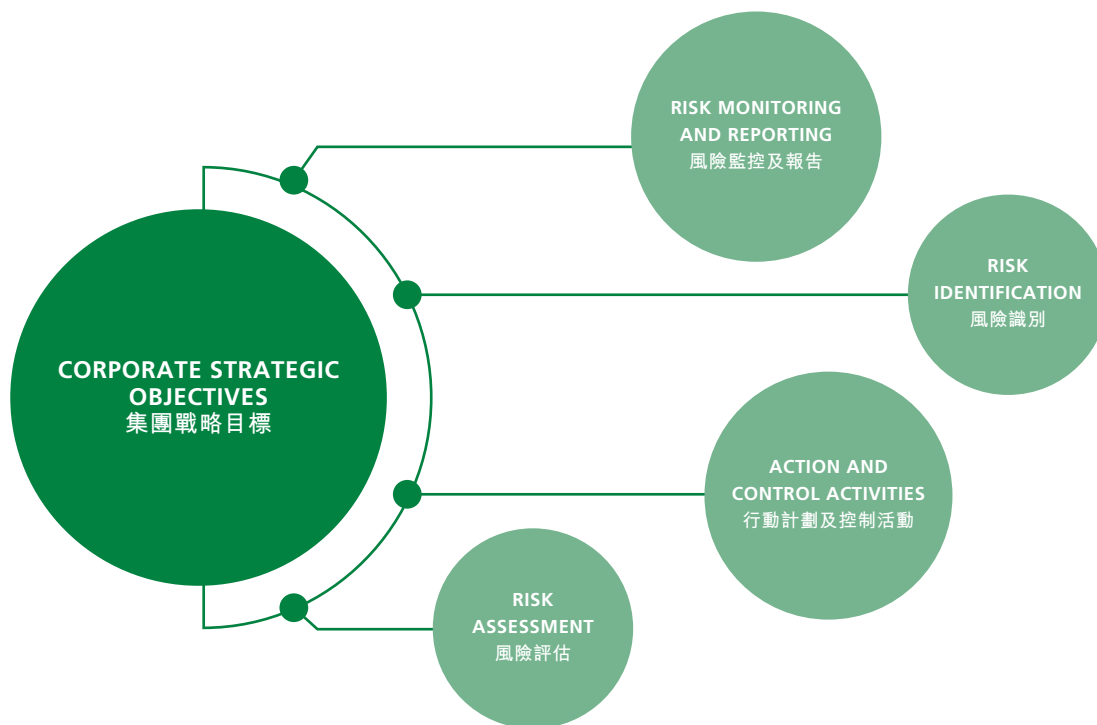 RISK MONITORING
AND REPORTING
風險監控及報告
RISK
IDENTIFICATION
風險識別
CORPORATE STRATEGIC
OBJECTIVES
集團戰略目標
ACTION AND
CONTROL ACTIVITIES
行動計劃及控制活動
RISK
ASSESSMENT
風險評估